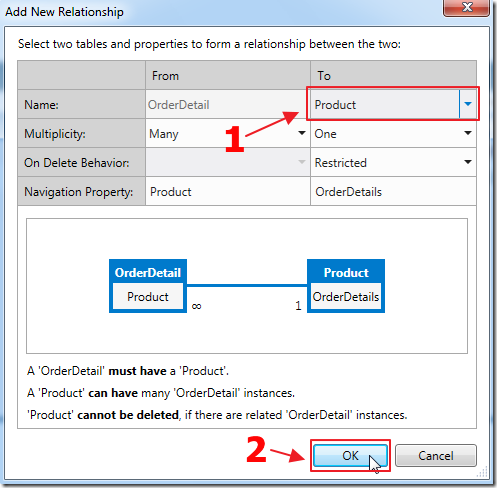 Add New Relationship
Select two tables and properties to form a relationship between the two:
From To
Name: OrderDetail Product
1
Multiplicity: Many One
On Delete Behavior: Restricted
Navigation Property: Product OrderDetails
OrderDetail Product
Product OrderDetails
∞ 1
A 'OrderDetail' must have a 'Product'.
A 'Product' can have many 'OrderDetail' instances.
'Product' cannot be deleted, if there are related 'OrderDetail' instances.
2 OK Cancel